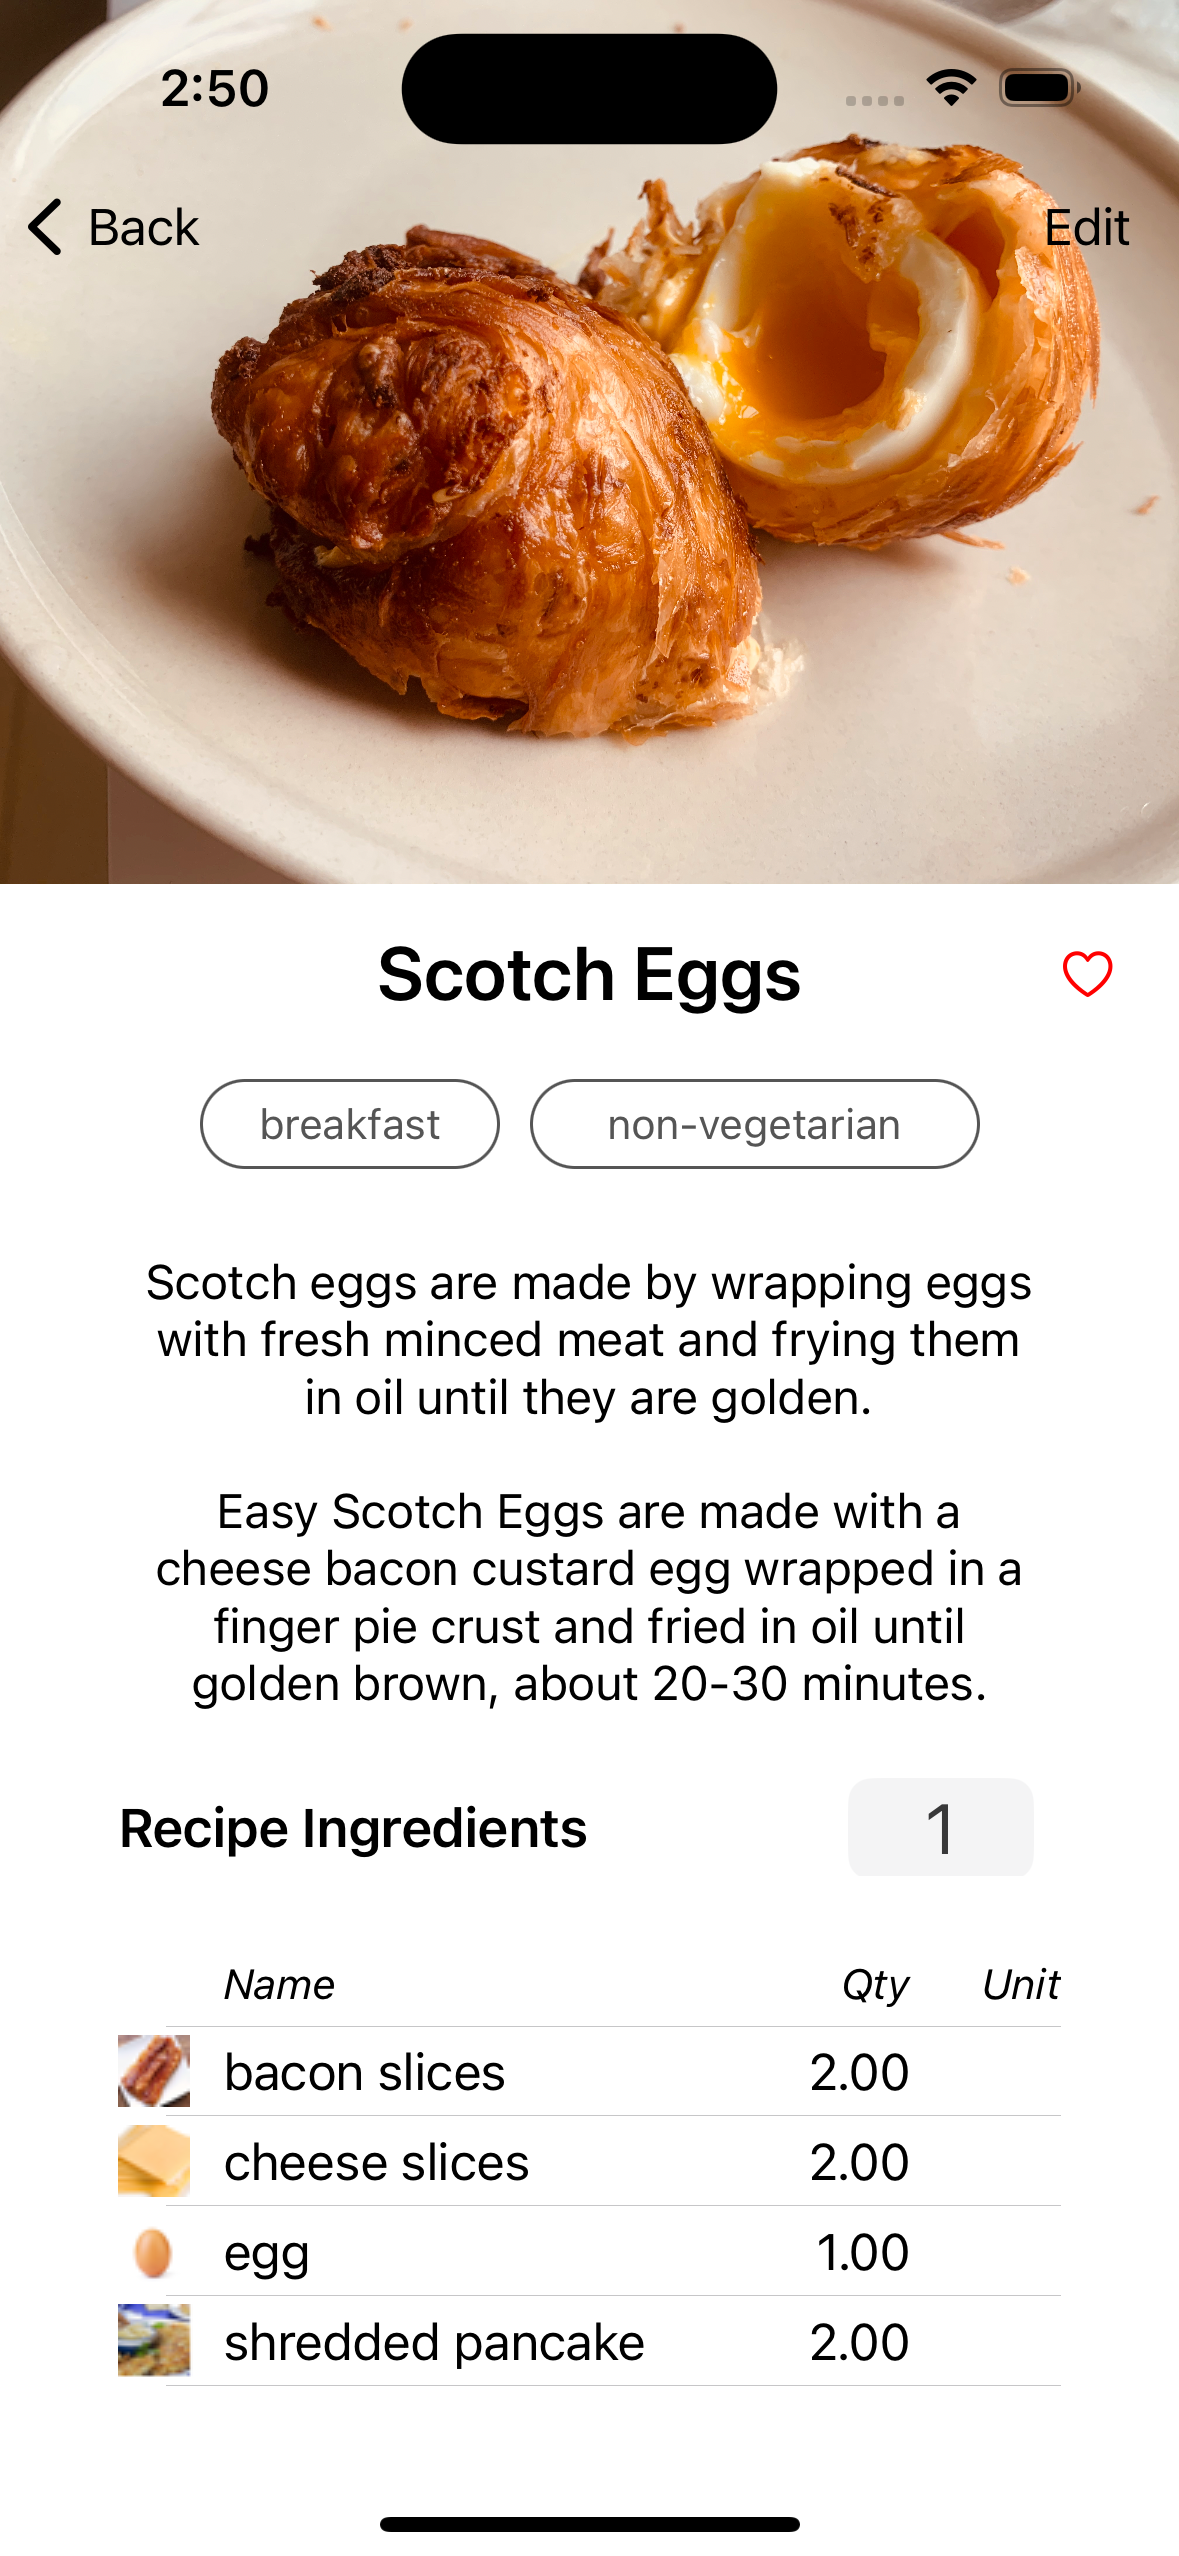 2:50
Back
Edit
Scotch Eggs
breakfast
non-vegetarian
Scotch eggs are made by wrapping eggs
with fresh minced meat and frying them
in oil until they are golden.
Easy Scotch Eggs are made with a
cheese bacon custard egg wrapped in a
finger pie crust and fried in oil until
golden brown, about 20-30 minutes.
Recipe Ingredients
1
Name Qty Unit
bacon slices 2.00
cheese slices 2.00
egg 1.00
shredded pancake 2.00